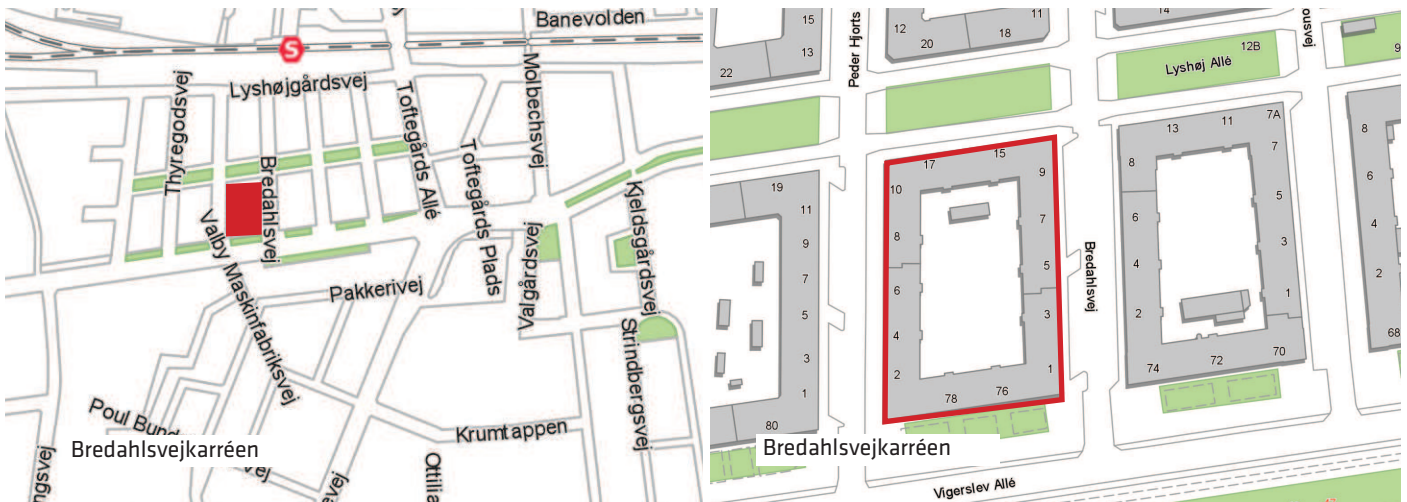 Banevolden
S
Lyshøjgårdsvej
Thyregodsvej
Bredahlsvej
Toftegårds Allé
Molbechsvej
Toftegårds Plads
Valby Maskinfabriksvej
Pakkerivej
Valgårdsvej
Kjeldsgårdsvej
Strindbergsvej
Krumtappen
Bredahlsvejkarréen
15
13
22
12
20
18
11
14
Peder Hjorts
12B
Lyshøj Allé
9
17
15
10
9
8
7
6
5
4
3
2
1
78
76
19
11
9
7
5
3
1
80
Bredahlsvej
13
11
7A
8
7
6
5
4
3
2
1
74
72
70
8
6
4
2
68
Bredahlsvejkarréen
Vigerslev Allé